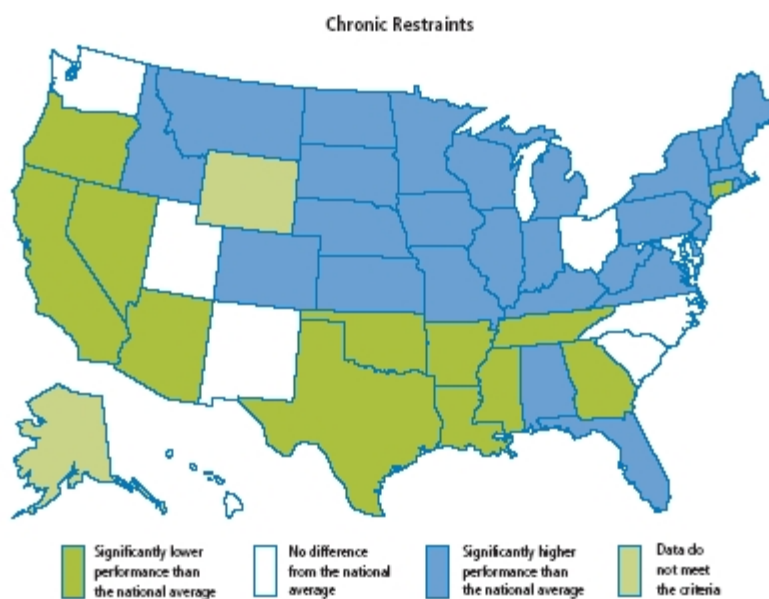 Chronic Restraints
Significantly lower
performance than
the national average
No difference
from the national
average
Significantly higher
performance than
the national average
Data do
not meet
the criteria